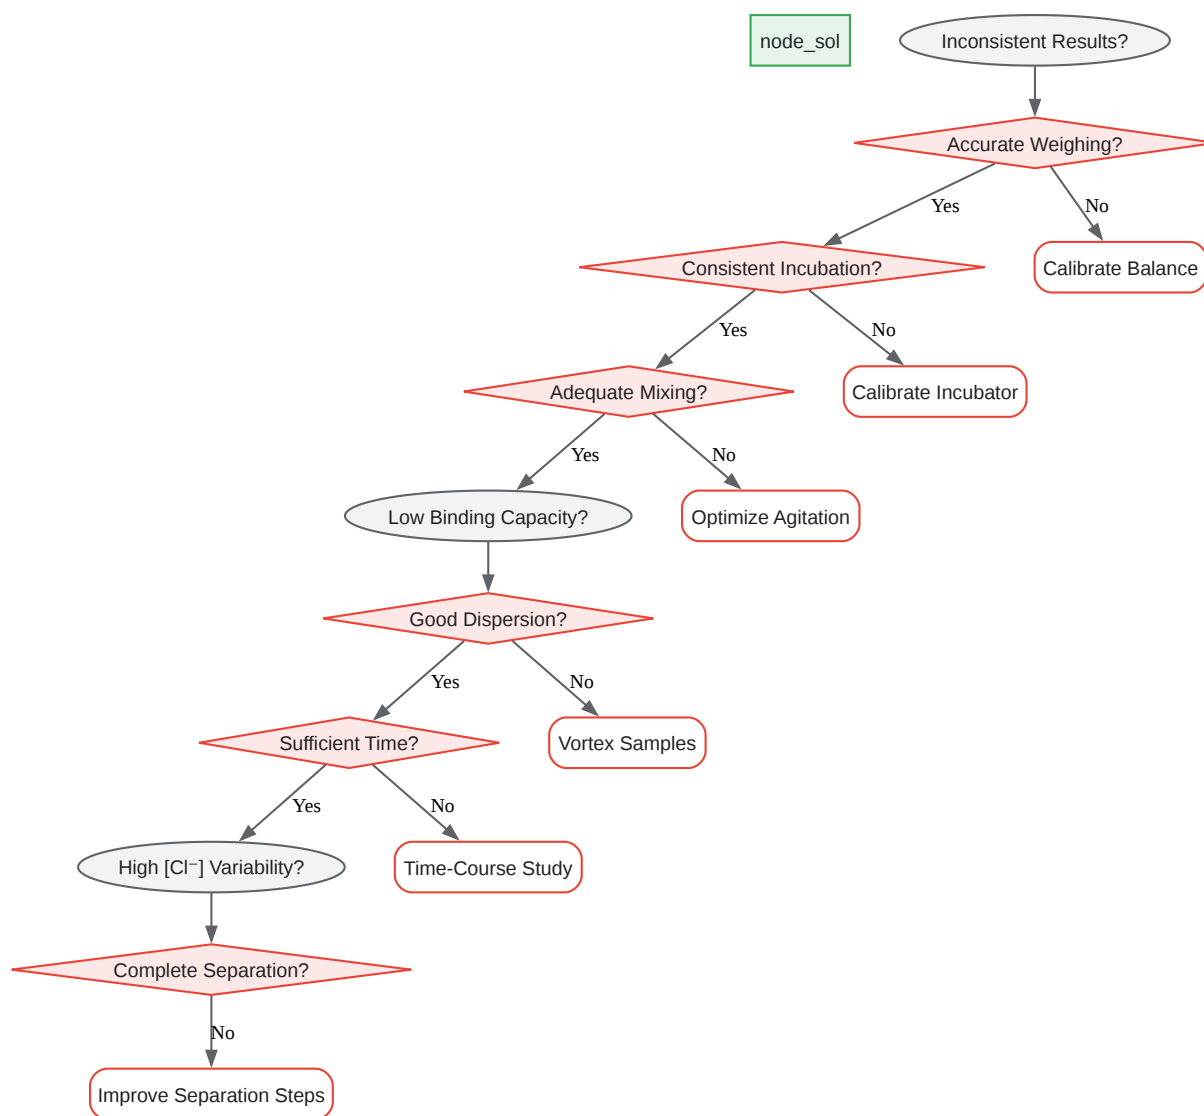 node_sol
Inconsistent Results?
Accurate Weighing?
Yes
No
Consistent Incubation?
Calibrate Balance
Yes
No
Adequate Mixing?
Calibrate Incubator
Yes
No
Low Binding Capacity?
Optimize Agitation
Good Dispersion?
Yes
No
Sufficient Time?
Vortex Samples
Yes
No
High [Cl⁻] Variability?
Time-Course Study
Complete Separation?
No
Improve Separation Steps